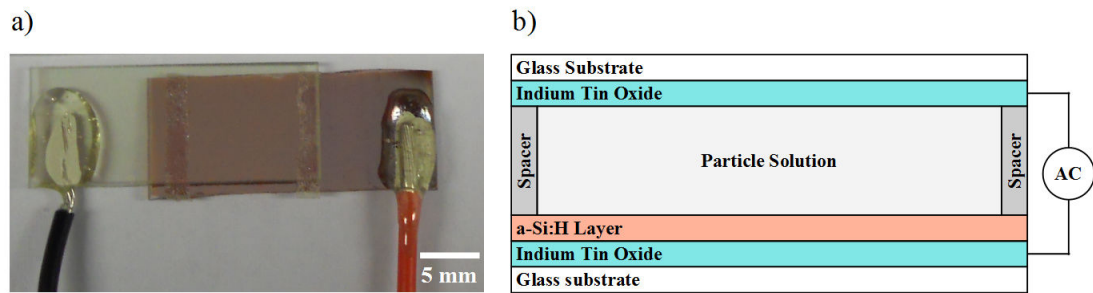 a)
5 mm
b)
Glass Substrate
Indium Tin Oxide
Spacer
Particle Solution
Spacer
AC
a-Si:H Layer
Indium Tin Oxide
Glass substrate